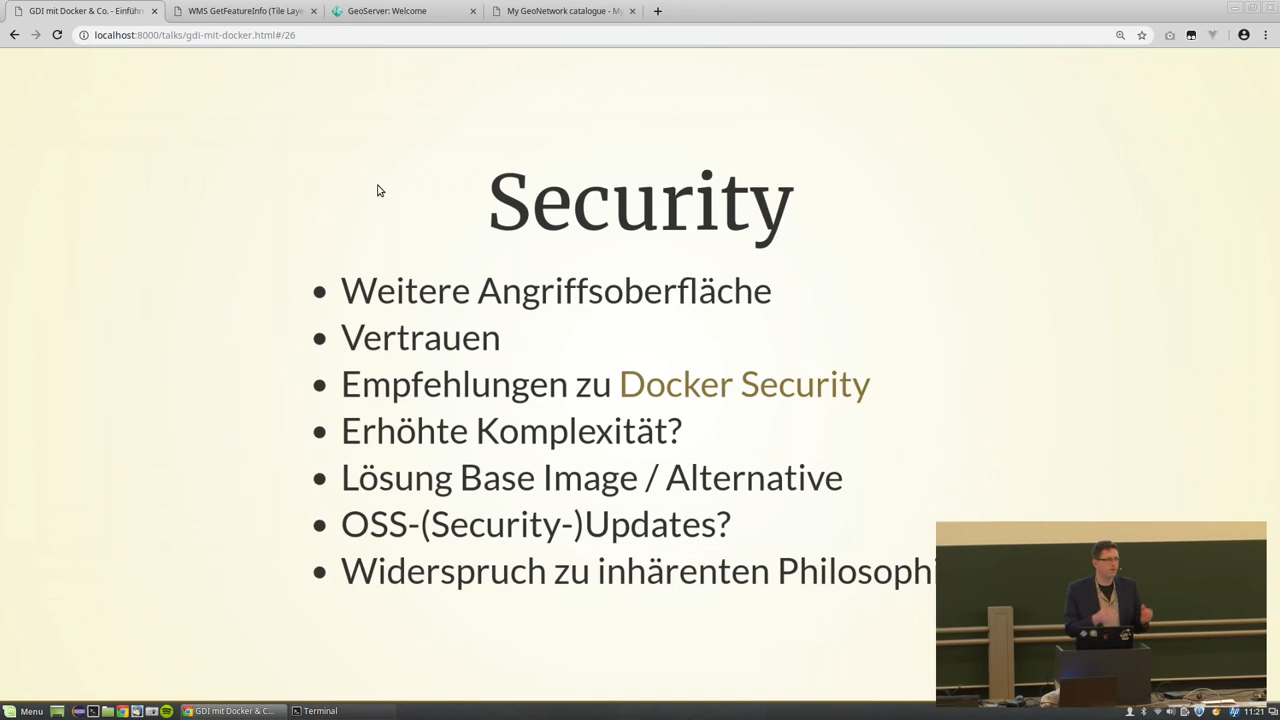 GDI mit Docker & Co. - Einführ
WMS GetFeatureInfo (Tile Laye
GeoServer: Welcome
My GeoNetwork catalogue - My
localhost:8000/talks/gdi-mit-docker.html#/26
Security
Weitere Angriffsoberfläche
Vertrauen
Empfehlungen zu Docker Security
Erhöhte Komplexität?
Lösung Base Image / Alternative
OSS-(Security-)Updates?
Widerspruch zu inhärenten Philosophi
Menu
GDI mit Docker & C...
Terminal
11:21